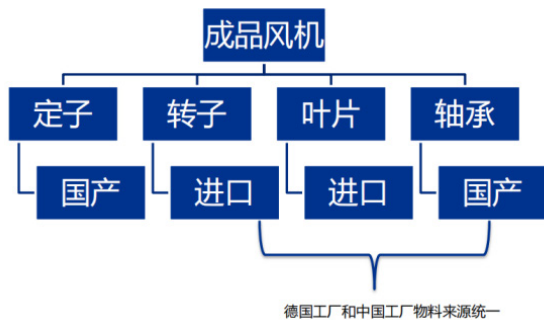 成品风机
定子 转子 叶片 轴承
国产 进口 进口 国产
德国工厂和中国工厂物料来源统一